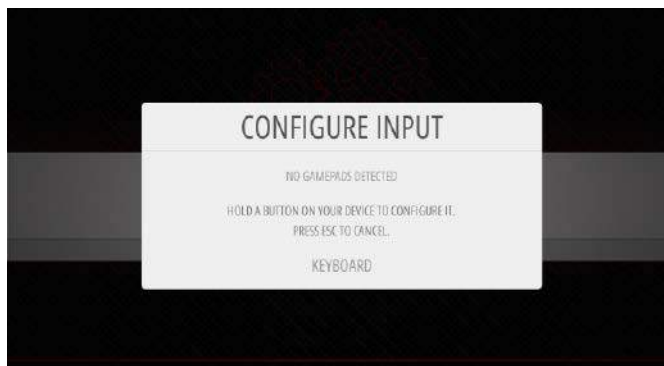 CONFIGURE INPUT
NO GAMEPADS DETECTED
HOLD A BUTTON ON YOUR DEVICE TO CONFIGURE IT.
PRESS ESC TO CANCEL.
KEYBOARD